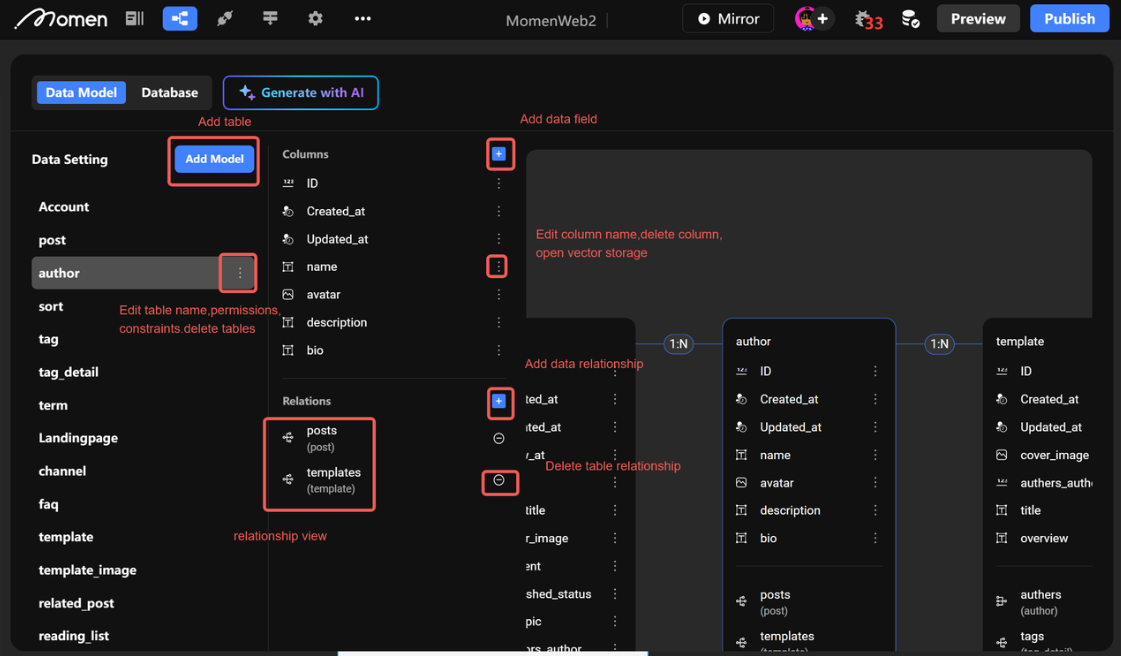 Momen
MomenWeb2
Mirror
33
Preview
Publish
Data Model
Database
Generate with AI
Add table
Add data field
Data Setting
Add Model
Account
post
author
sort
tag
tag_detail
term
Landingpage
channel
faq
template
template_image
related_post
reading_list
Edit table name,permissions,
constraints.delete tables
Columns
ID
Created_at
Updated_at
name
avatar
description
bio
Relations
posts
(post)
templates
(template)
relationship view
Edit column name,delete column,
open vector storage
Add data relationship
Delete table relationship
ted_at
ated_at
_at
title
r_image
ent
shed_status
pic
ors_author
1:N
author
ID
Created_at
Updated_at
name
avatar
description
bio
posts
(post)
templates
(template)
1:N
template
ID
Created_at
Updated_at
cover_image
authers_auth
title
overview
authers
(author)
tags
(tag_detail)